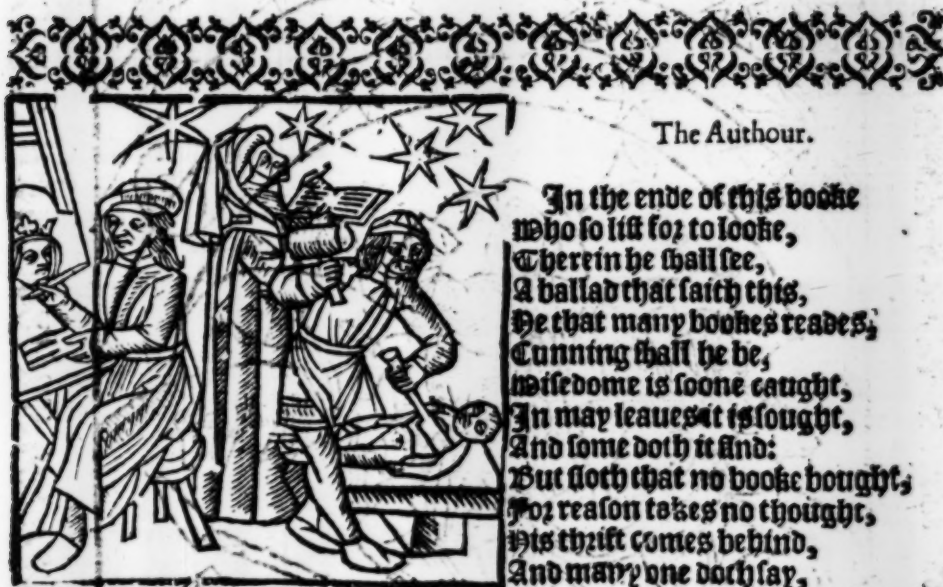 The Authour.
In the ende of this booke
Who so list for to looke,
Therein he shall see,
A ballad that saith this,
He that many bookes reades,
Cunning shall he be,
Wisedome is soone caught,
In may leaues it is sought,
And some doth it find:
But sloth that no booke bought,
For reason takes no thought,
His thrift comes behind,
And many one doth say,